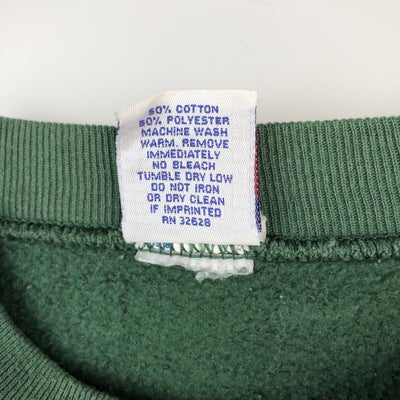 50% COTTON
50% POLYESTER
MACHINE WASH
WARM. REMOVE
IMMEDIATELY
NO BLEACH
TUMBLE DRY LOW
DO NOT IRON
OR DRY CLEAN
IF IMPRINTED
RN 32628